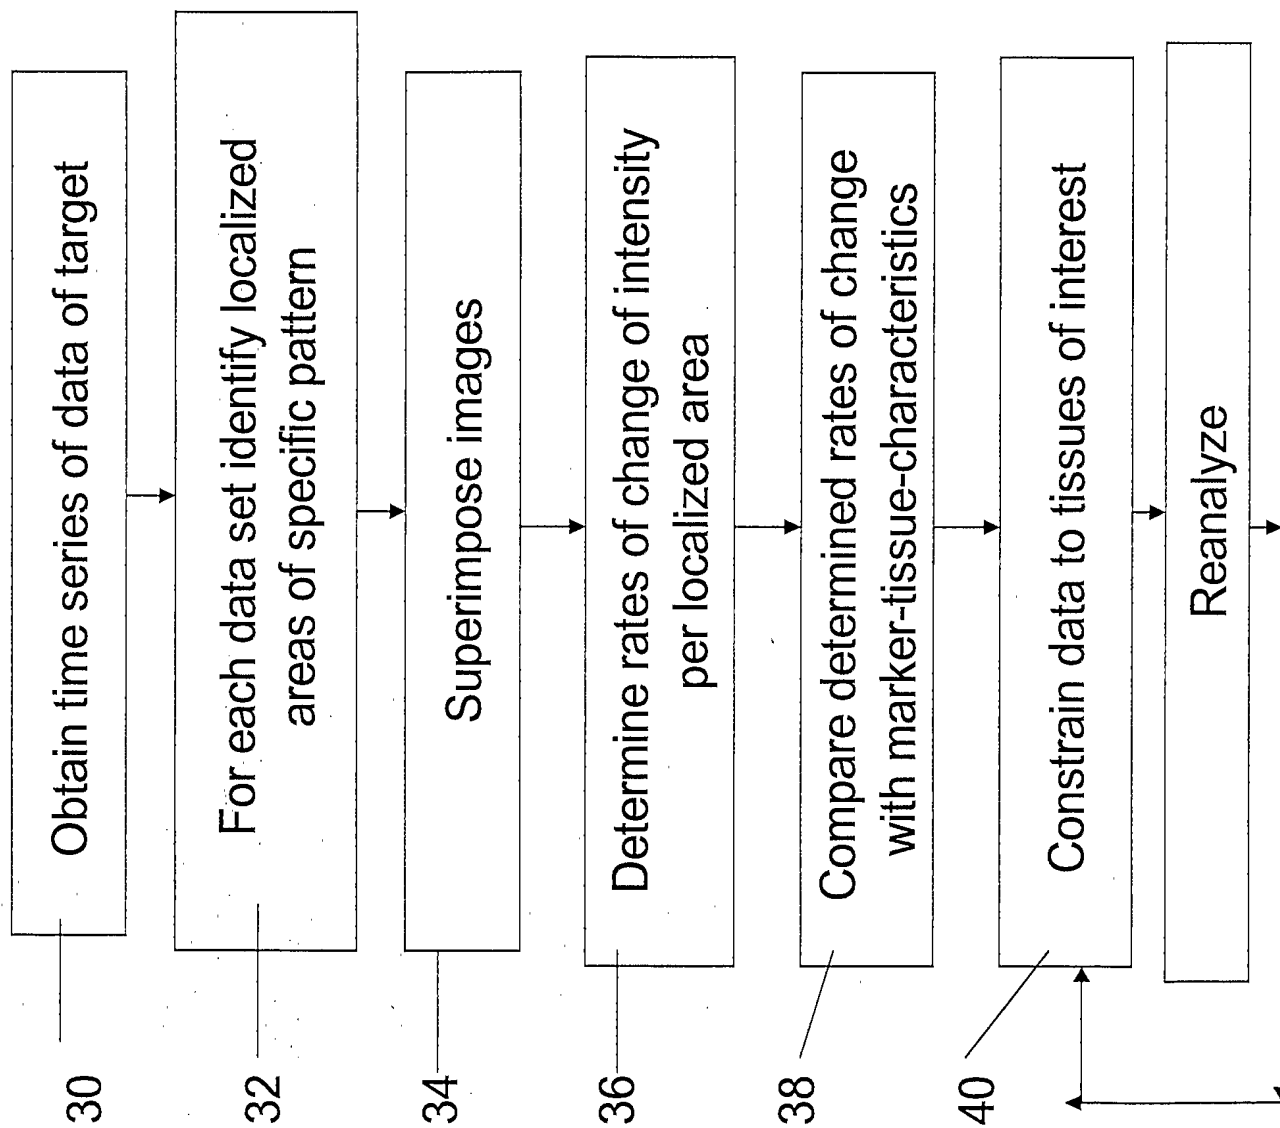 30
Obtain time series of data of target
32
For each data set identify localized
areas of specific pattern
34
Superimpose images
36
Determine rates of change of intensity
per localized area
38
Compare determined rates of change
with marker-tissue-characteristics
40
Constrain data to tissues of interest
Reanalyze